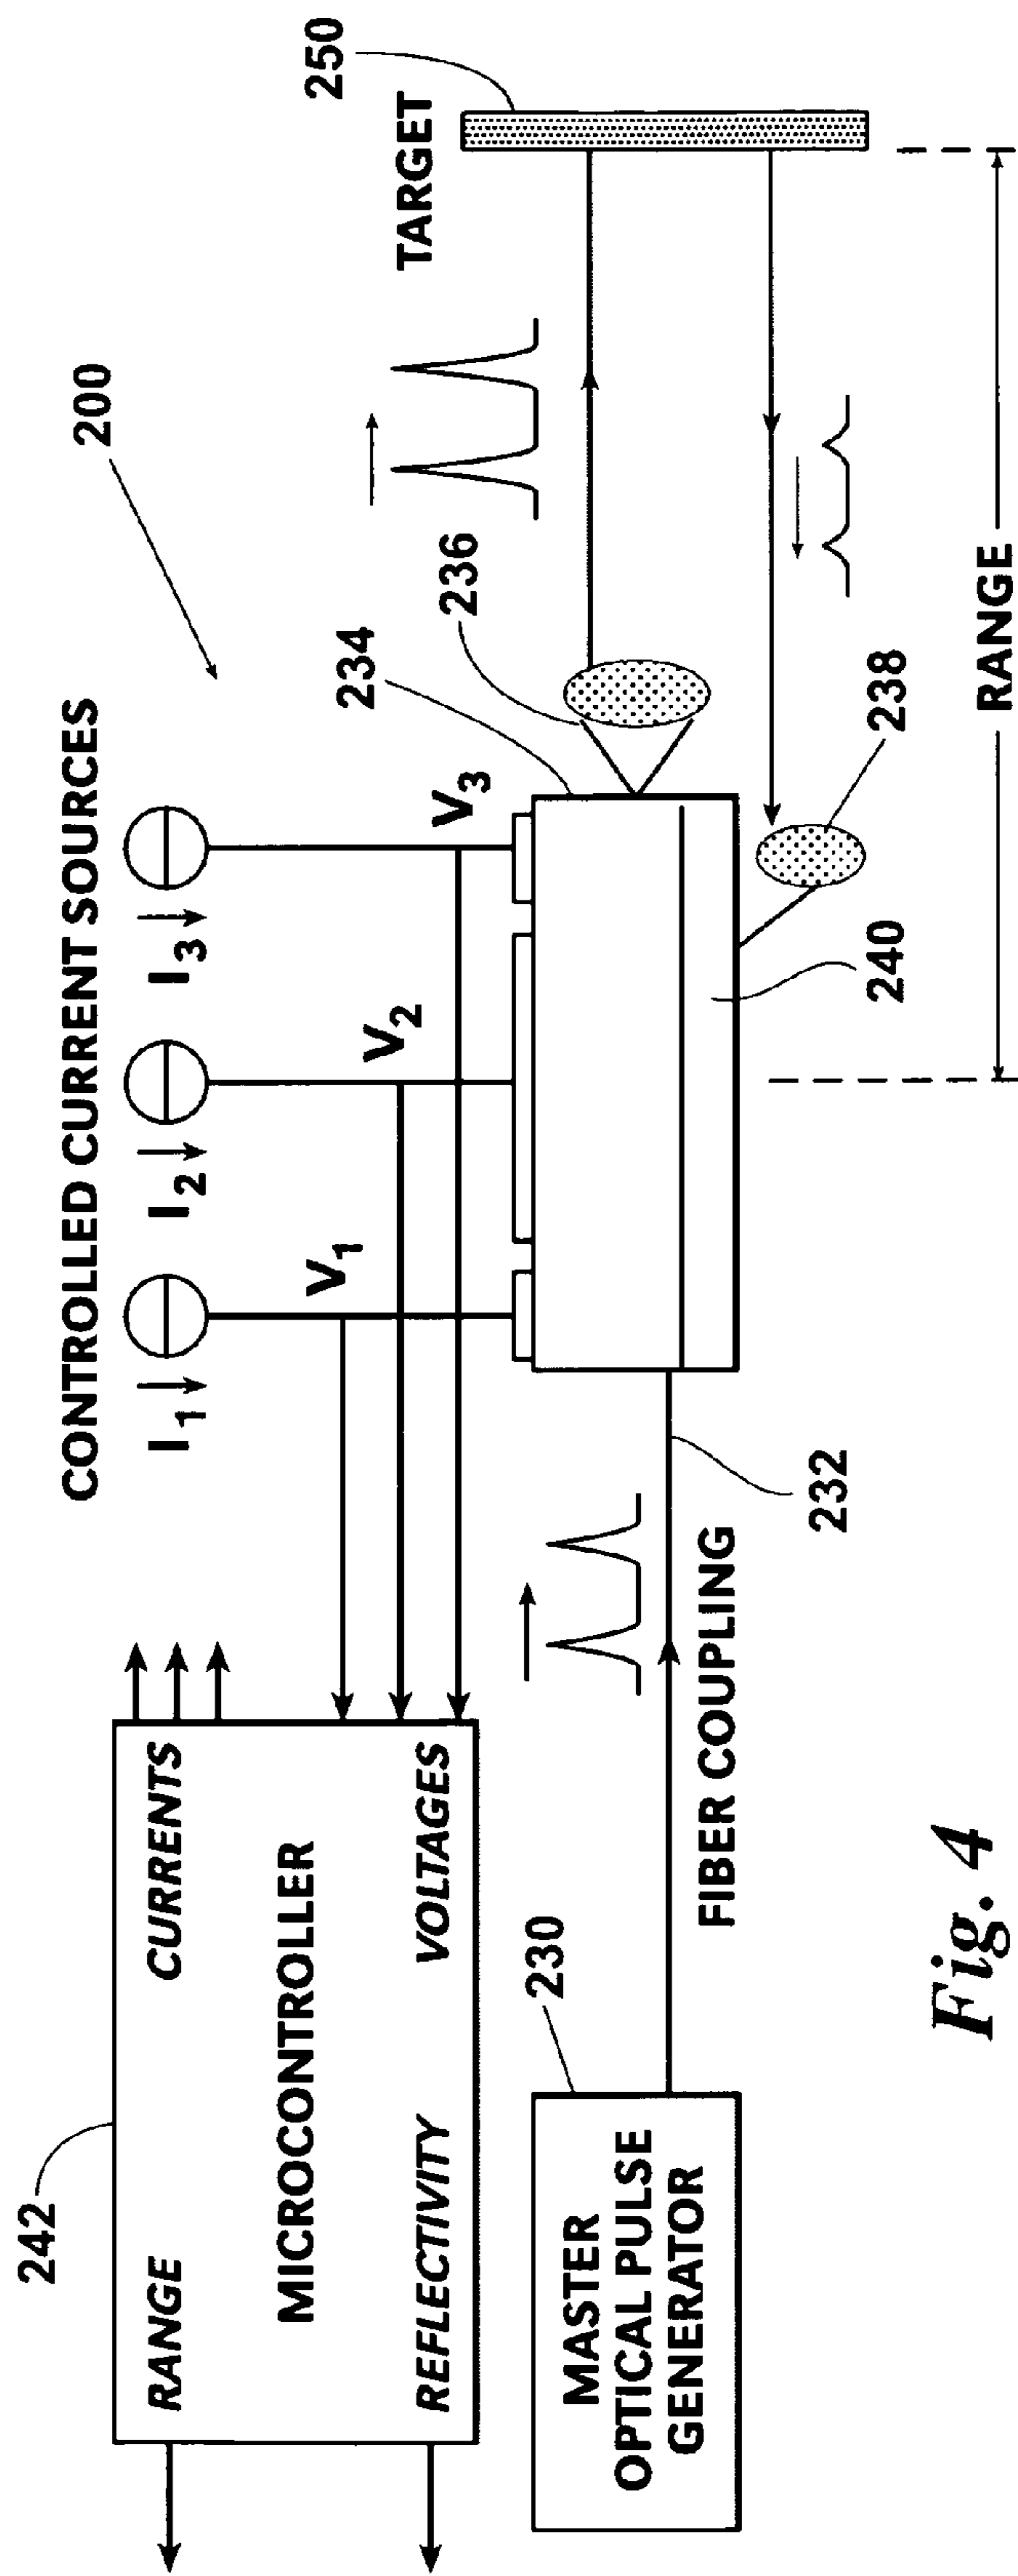 200
CONTROLLED CURRENT SOURCES
I1
I2
I3
V1
V2
V3
242
RANGE
CURRENTS
MICROCONTROLLER
REFLECTIVITY
VOLTAGES
230
MASTER
OPTICAL PULSE
GENERATOR
FIBER COUPLING
232
234
236
238
240
TARGET
250
RANGE
Fig. 4